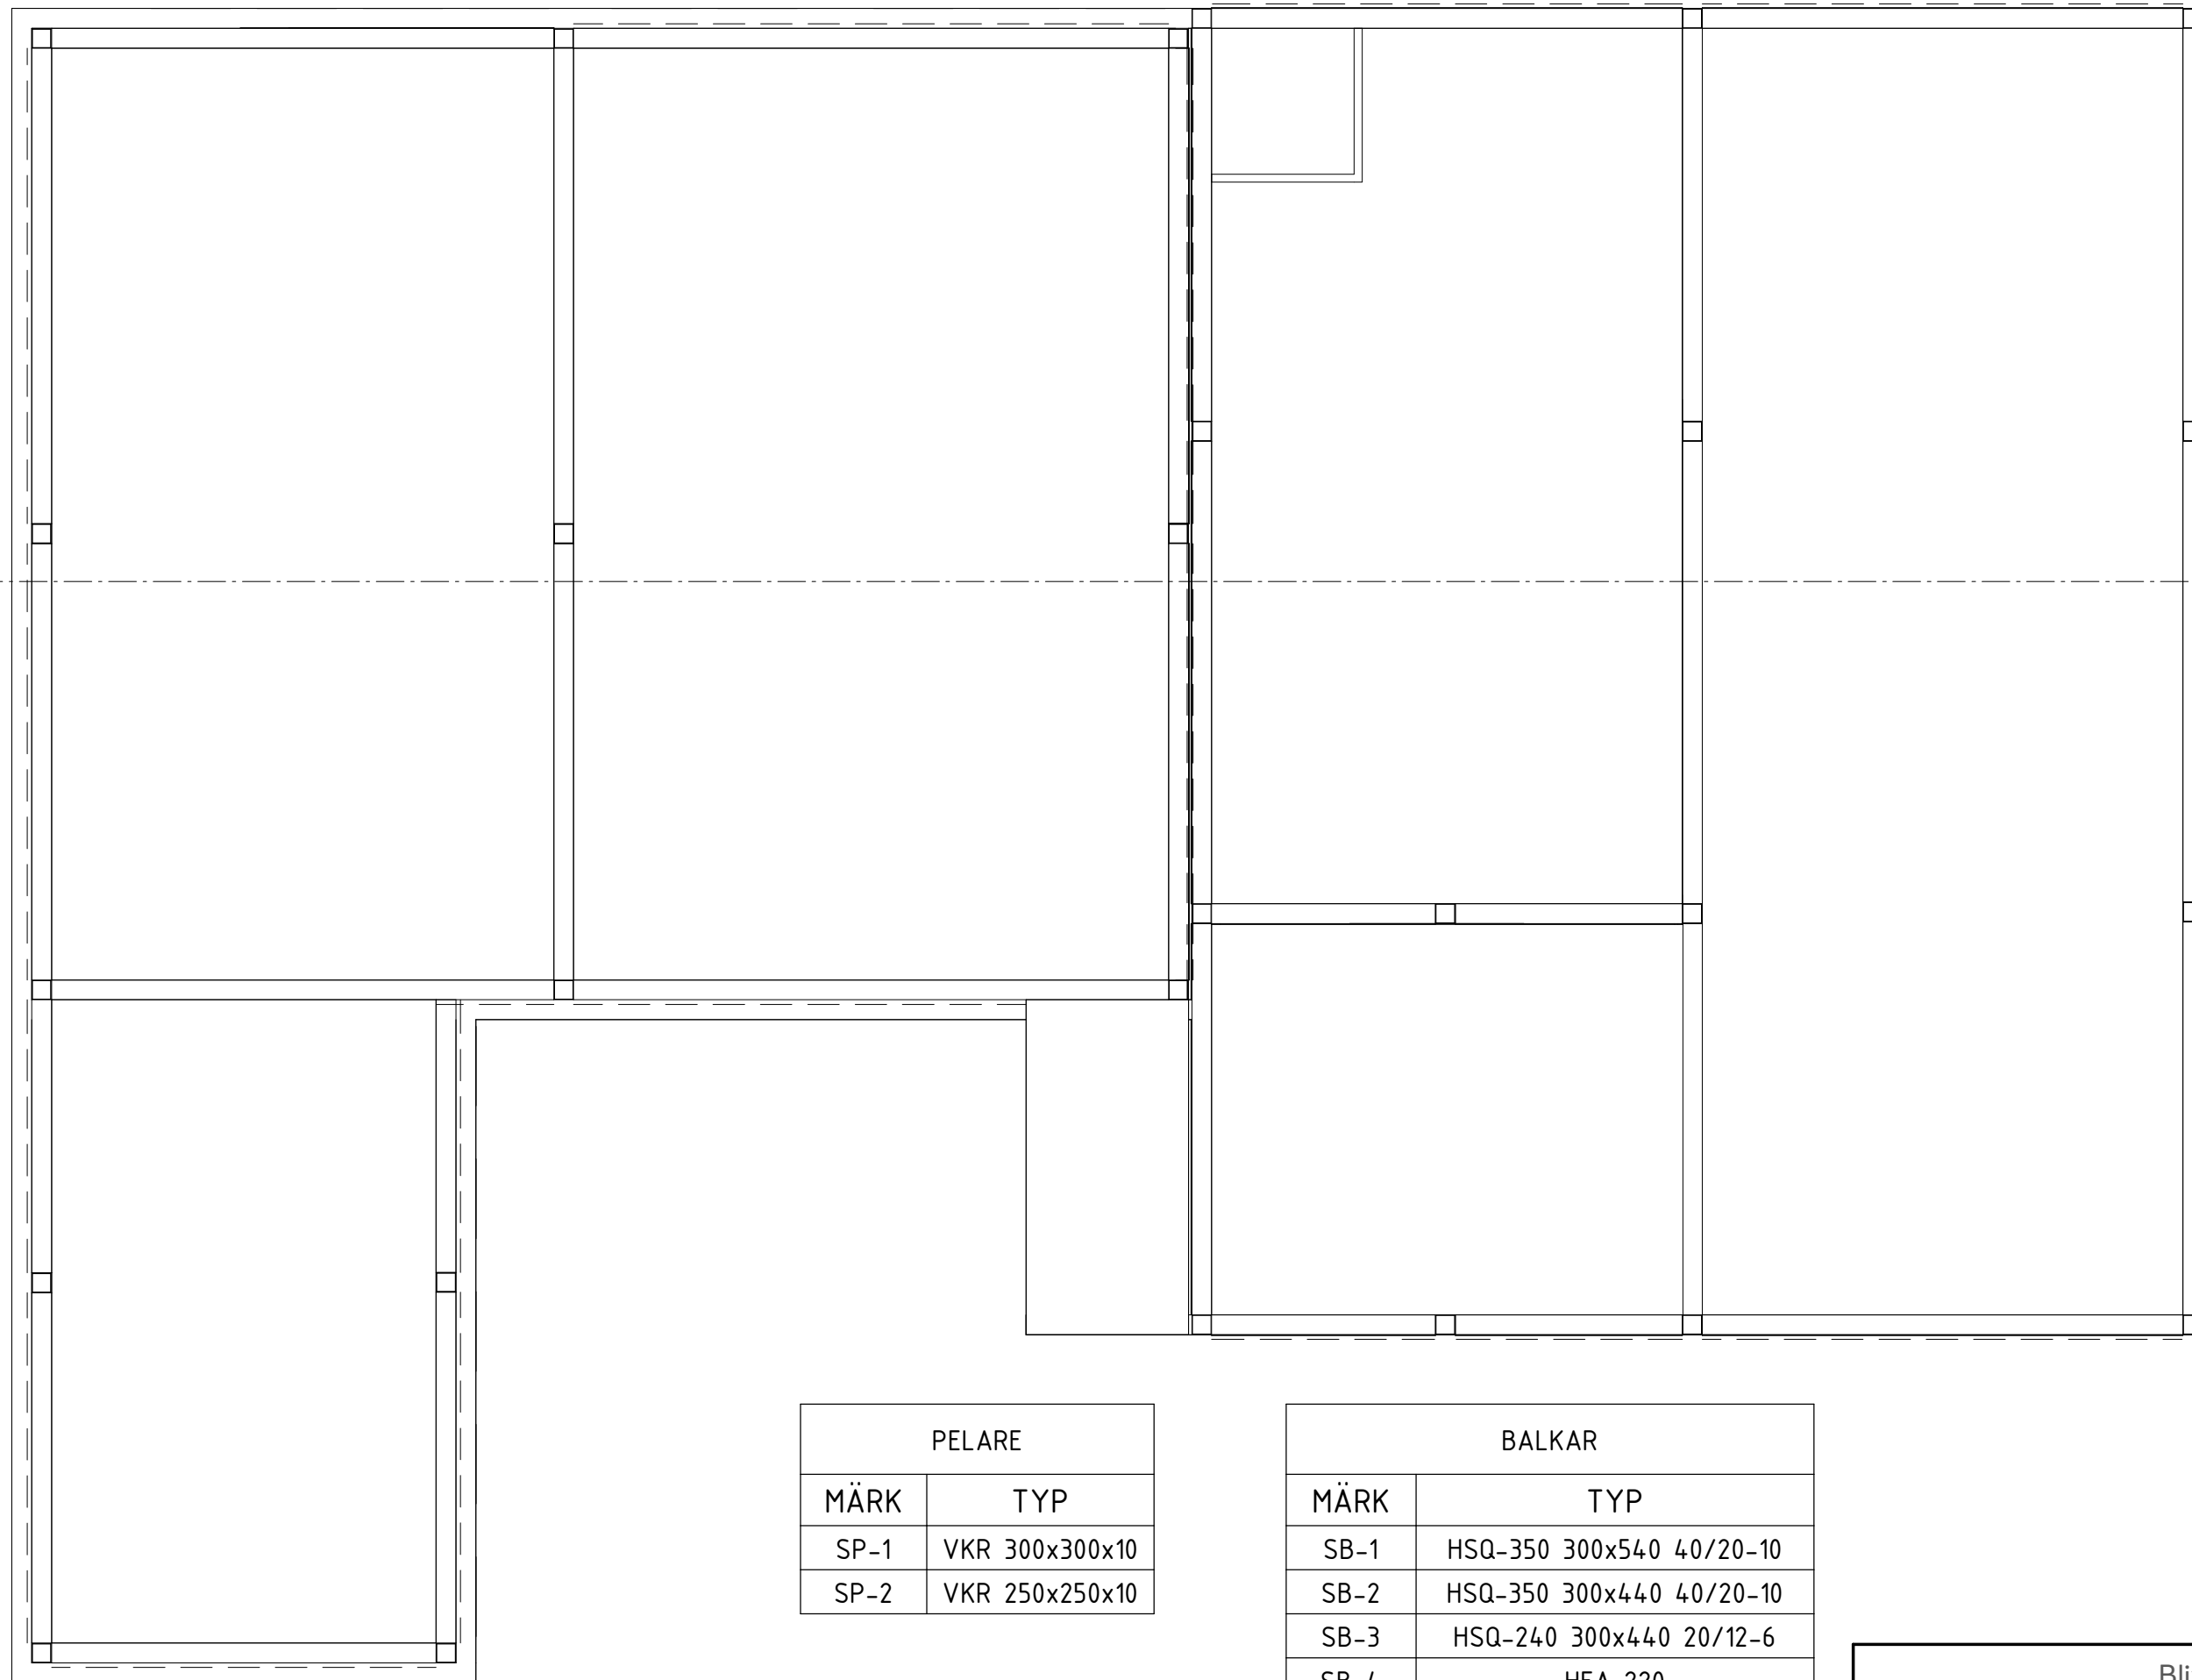 PELARE
MÄRK TYP
SP-1 VKR 300x300x10
SP-2 VKR 250x250x10
BALKAR
MÄRK TYP
SB-1 HSQ-350 300x540 40/20-10
SB-2 HSQ-350 300x440 40/20-10
SB-3 HSQ-240 300x440 20/12-6